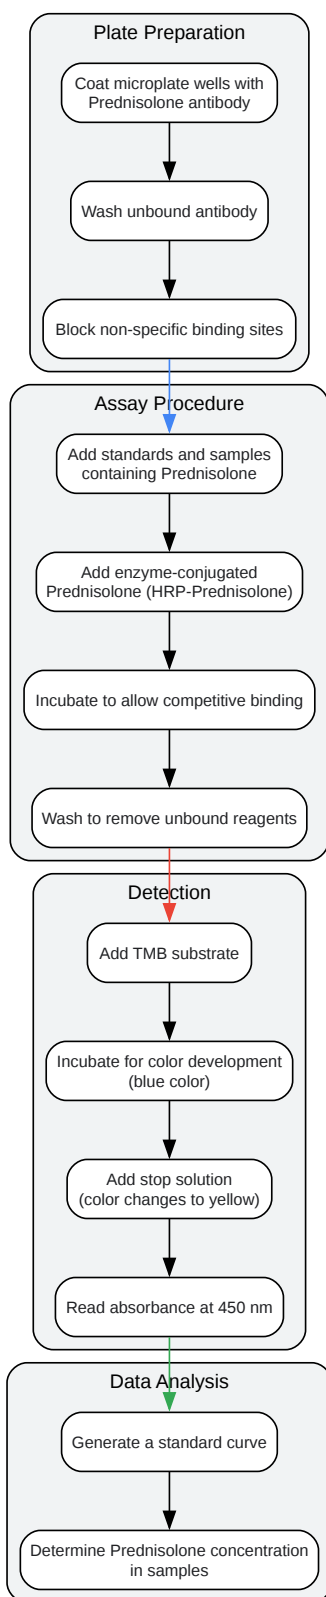 Plate Preparation
Coat microplate wells with
Prednisolone antibody
Wash unbound antibody
Block non-specific binding sites
Assay Procedure
Add standards and samples
containing Prednisolone
Add enzyme-conjugated
Prednisolone (HRP-Prednisolone)
Incubate to allow competitive binding
Wash to remove unbound reagents
Detection
Add TMB substrate
Incubate for color development
(blue color)
Add stop solution
(color changes to yellow)
Read absorbance at 450 nm
Data Analysis
Generate a standard curve
Determine Prednisolone concentration
in samples